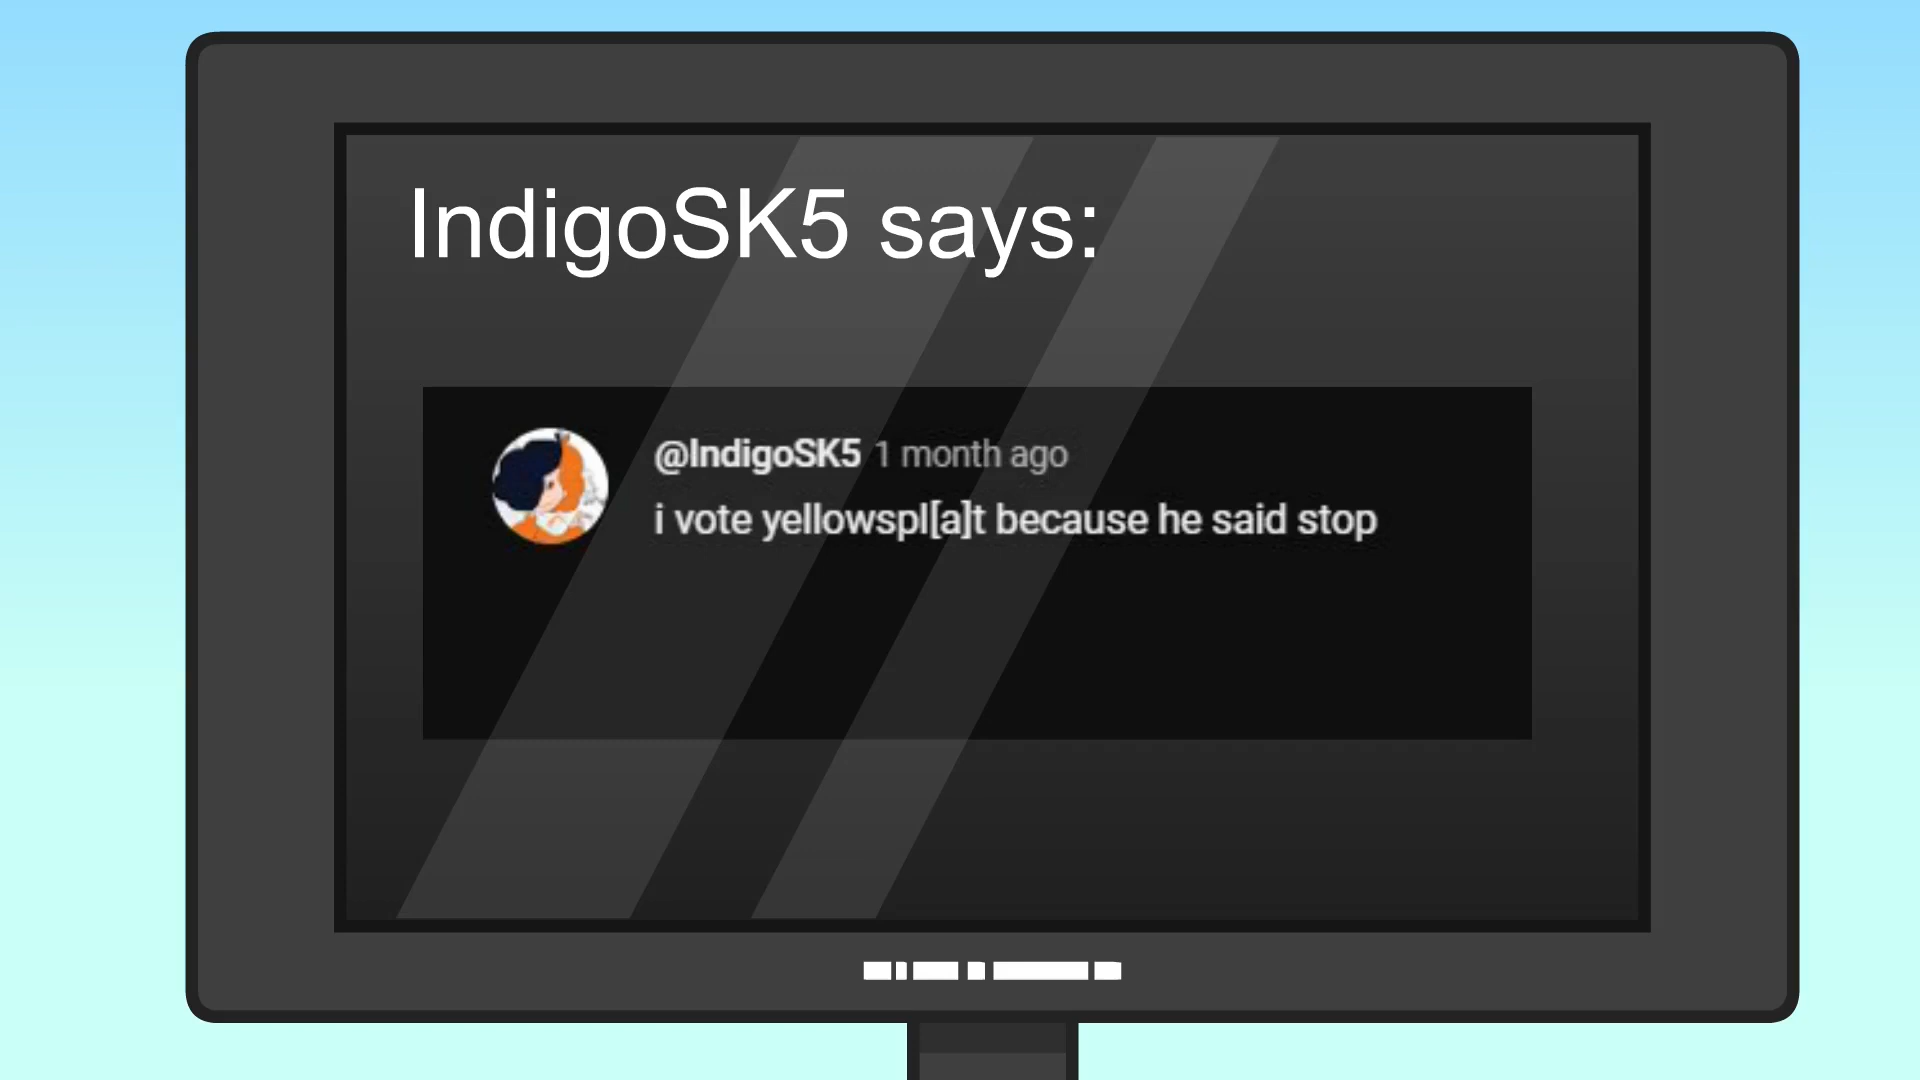 IndigoSK5 says:
@IndigoSK5 1 month ago
i vote yellowspl[a]t because he said stop